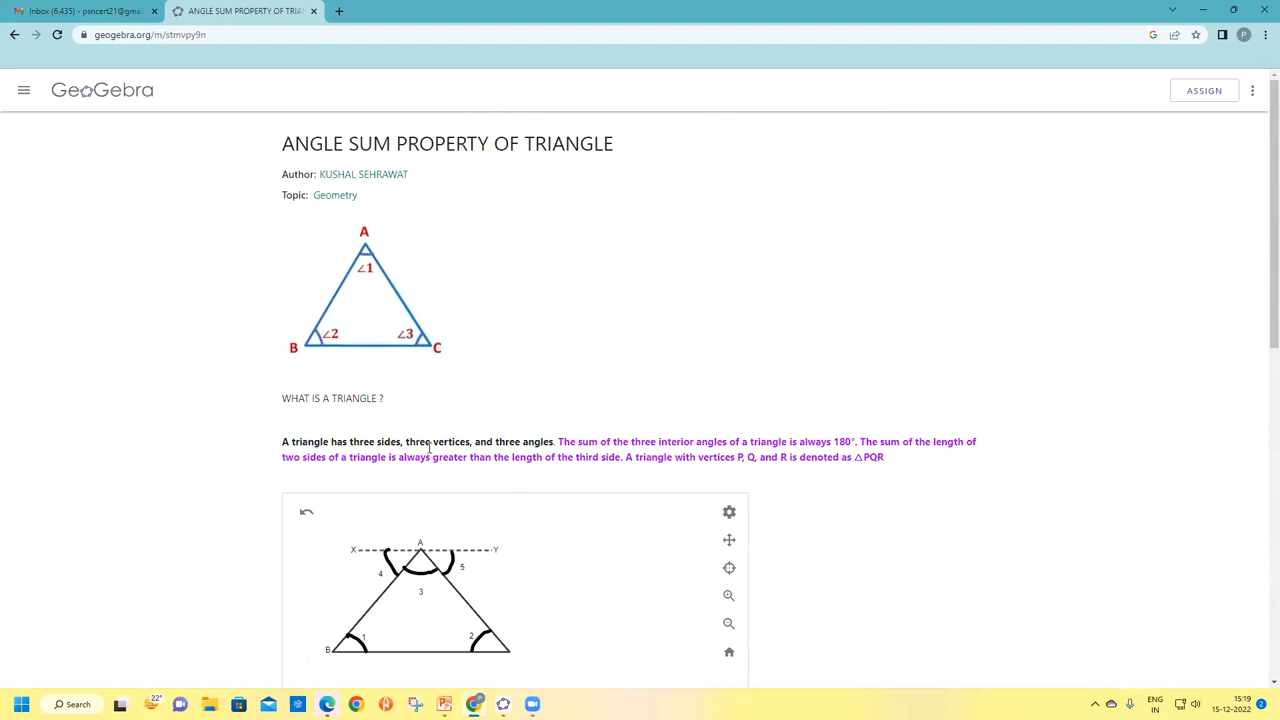 Inbox (6,435) - psncert21@gmai
ANGLE SUM PROPERTY OF TRIA
geogebra.org/m/stmvpy9n
P
GeoGebra
ASSIGN
ANGLE SUM PROPERTY OF TRIANGLE
Author: KUSHAL SEHRAWAT
Topic: Geometry
A
∠1
∠2
∠3
B
C
WHAT IS A TRIANGLE ?
A triangle has three sides, three vertices, and three angles. The sum of the three interior angles of a triangle is always 180°. The sum of the length of
two sides of a triangle is always greater than the length of the third side. A triangle with vertices P, Q, and R is denoted as △PQR
A
X
Y
4
5
3
1
2
B
Search
22°
ENG
IN
15:19
15-12-2022
2